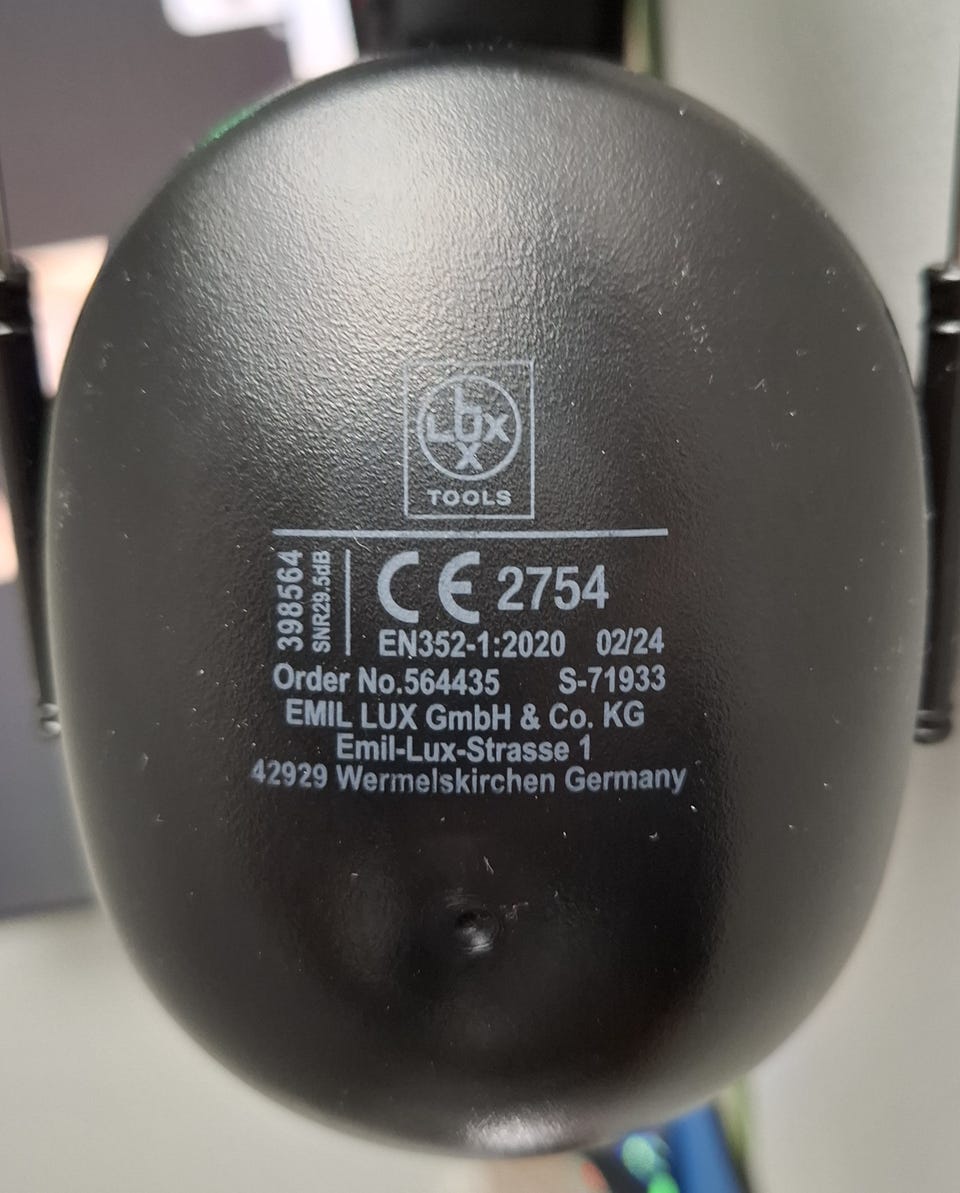 LUX
TOOLS
398564
SNR29.5dB
CE 2754
EN352-1:2020 02/24
Order No.564435 S-71933
EMIL LUX GmbH & Co. KG
Emil-Lux-Strasse 1
42929 Wermelskirchen Germany